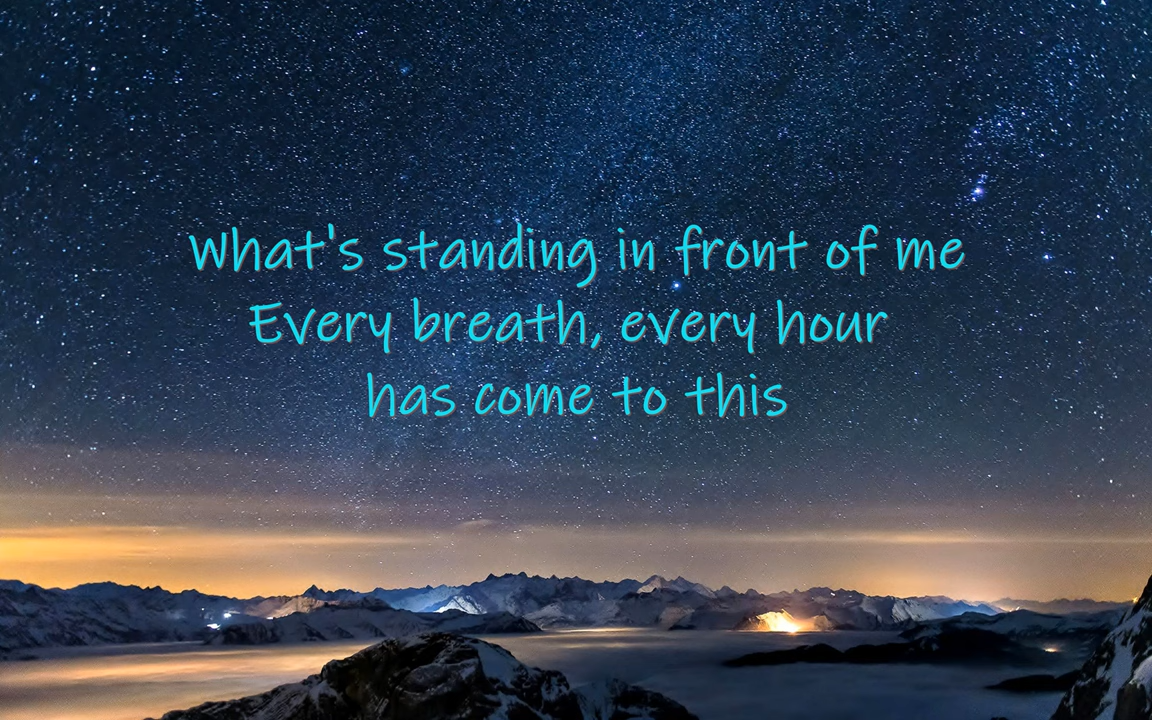 What's standing in front of me
Every breath, every hour
has come to this